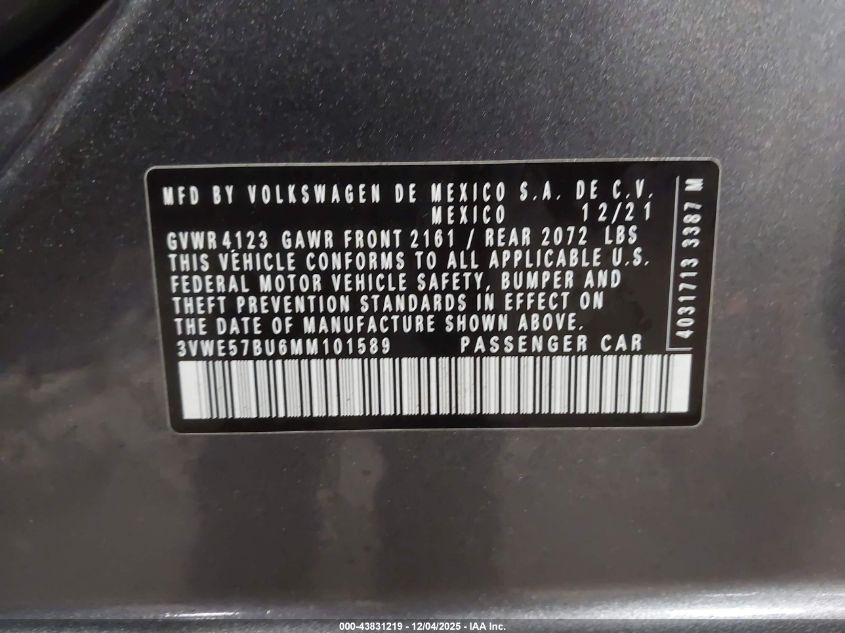 MFD BY VOLKSWAGEN DE MEXICO S.A. DE C.V.
MEXICO 12/21
GVWR 4123 GAWR FRONT 2161 / REAR 2072 LBS
THIS VEHICLE CONFORMS TO ALL APPLICABLE U.S.
FEDERAL MOTOR VEHICLE SAFETY, BUMPER AND
THEFT PREVENTION STANDARDS IN EFFECT ON
THE DATE OF MANUFACTURE SHOWN ABOVE.
3VWE57BU6MM101589 PASSENGER CAR
4031713 3387 M
000-43831219 - 12/04/2025 - IAA Inc.